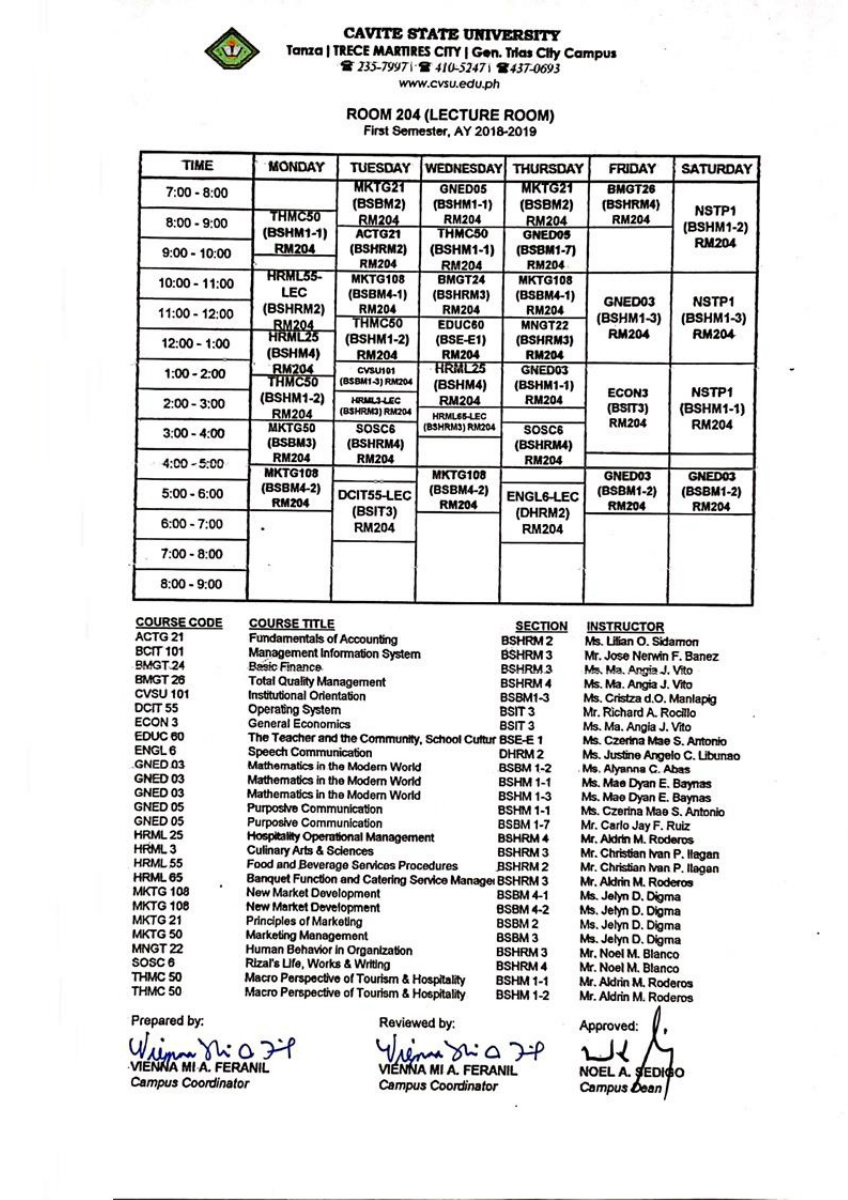 CAVITE STATE UNIVERSITY
Tanza | TRECE MARTIRES CITY | Gen. Trias City Campus
☎ 235-7997 | ☎ 410-5247 | ☎437-0693
www.cvsu.edu.ph
ROOM 204 (LECTURE ROOM)
First Semester, AY 2018-2019
TIME MONDAY TUESDAY WEDNESDAY THURSDAY FRIDAY SATURDAY
7:00 - 8:00
8:00 - 9:00
9:00 - 10:00
10:00 - 11:00
11:00 - 12:00
12:00 - 1:00
1:00 - 2:00
2:00 - 3:00
3:00 - 4:00
4:00 - 5:00
5:00 - 6:00
6:00 - 7:00
7:00 - 8:00
8:00 - 9:00
THMC50
(BSHM1-1)
RM204
HRML55-
LEC
(BSHRM2)
RM204
HRML25
(BSHM4)
RM204
THMC50
(BSHM1-2)
RM204
MKTG50
(BSBM3)
RM204
MKTG108
(BSBM4-2)
RM204
MKTG21
(BSBM2)
RM204
ACTG21
(BSHRM2)
RM204
MKTG108
(BSBM4-1)
RM204
THMC50
(BSHM1-2)
RM204
CVSU101
(BSBM1-3) RM204
HRML3-LEC
(BSHRM3) RM204
SOSC6
(BSHRM4)
RM204
DCIT55-LEC
(BSIT3)
RM204
GNED05
(BSHM1-1)
RM204
THMC50
(BSHM1-1)
RM204
BMGT24
(BSHRM3)
RM204
EDUC60
(BSE-E1)
RM204
HRML25
(BSHM4)
RM204
HRML65-LEC
(BSHRM3) RM204
MKTG108
(BSBM4-2)
RM204
MKTG21
(BSBM2)
RM204
GNED05
(BSBM1-7)
RM204
MKTG108
(BSBM4-1)
RM204
MNGT22
(BSHRM3)
RM204
GNED03
(BSHM1-1)
RM204
SOSC6
(BSHRM4)
RM204
ENGL6-LEC
(DHRM2)
RM204
BMGT26
(BSHRM4)
RM204
GNED03
(BSHM1-3)
RM204
ECON3
(BSIT3)
RM204
GNED03
(BSBM1-2)
RM204
NSTP1
(BSHM1-2)
RM204
NSTP1
(BSHM1-3)
RM204
NSTP1
(BSHM1-1)
RM204
GNED03
(BSBM1-2)
RM204
COURSE CODE COURSE TITLE SECTION INSTRUCTOR
ACTG 21 Fundamentals of Accounting BSHRM 2 Ms. Lilian O. Sidamon
BCIT 101 Management Information System BSHRM 3 Mr. Jose Nerwin F. Banez
BMGT 24 Basic Finance BSHRM 3 Ms. Ma. Angia J. Vito
BMGT 26 Total Quality Management BSHRM 4 Ms. Ma. Angia J. Vito
CVSU 101 Institutional Orientation BSBM1-3 Ms. Cristza d.O. Manlapig
DCIT 55 Operating System BSIT 3 Mr. Richard A. Rocillo
ECON 3 General Economics BSIT 3 Ms. Ma. Angia J. Vito
EDUC 60 The Teacher and the Community, School Cultur BSE-E 1 Ms. Czerina Mae S. Antonio
ENGL 6 Speech Communication DHRM 2 Ms. Justine Angelo C. Libunao
GNED 03 Mathematics in the Modern World BSBM 1-2 Ms. Alyanna C. Abas
GNED 03 Mathematics in the Modern World BSHM 1-1 Ms. Mae Dyan E. Baynas
GNED 03 Mathematics in the Modern World BSHM 1-3 Ms. Mae Dyan E. Baynas
GNED 05 Purposive Communication BSHM 1-1 Ms. Czerina Mae S. Antonio
GNED 05 Purposive Communication BSBM 1-7 Mr. Carlo Jay F. Ruiz
HRML 25 Hospitality Operational Management BSHRM 4 Mr. Aldrin M. Roderos
HRML 3 Culinary Arts & Sciences BSHRM 3 Mr. Christian Ivan P. Ilagan
HRML 55 Food and Beverage Services Procedures BSHRM 2 Mr. Christian Ivan P. Ilagan
HRML 65 Banquet Function and Catering Service Manage BSHRM 3 Mr. Aldrin M. Roderos
MKTG 108 New Market Development BSBM 4-1 Ms. Jelyn D. Digma
MKTG 108 New Market Development BSBM 4-2 Ms. Jelyn D. Digma
MKTG 21 Principles of Marketing BSBM 2 Ms. Jelyn D. Digma
MKTG 50 Marketing Management BSBM 3 Ms. Jelyn D. Digma
MNGT 22 Human Behavior in Organization BSHRM 3 Mr. Noel M. Blanco
SOSC 6 Rizal's Life, Works & Writing BSHRM 4 Mr. Noel M. Blanco
THMC 50 Macro Perspective of Tourism & Hospitality BSHM 1-1 Mr. Aldrin M. Roderos
THMC 50 Macro Perspective of Tourism & Hospitality BSHM 1-2 Mr. Aldrin M. Roderos
Prepared by: Reviewed by: Approved:
VIENNA MI A. FERANIL VIENNA MI A. FERANIL NOEL A. SEDIGO
Campus Coordinator Campus Coordinator Campus Dean